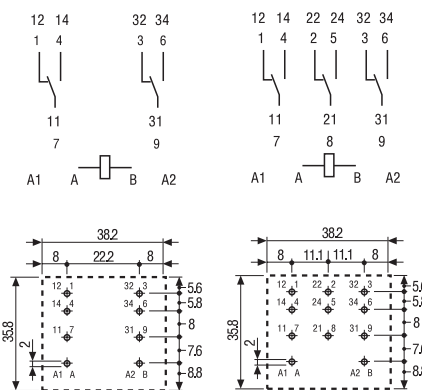 12 14 32 34
1 4 3 6
11 31
7 9
A1 A B A2
12 14 22 24 32 34
1 4 2 5 3 6
11 21 31
7 8 9
A1 A B A2
38.2
8 22.2 8
12 1 32 3
14 4 34 6
11 7 31 9
A1 A A2 B
35.8
2
5.6
5.8
8
7.6
8.8
38.2
8 11.1 11.1 8
12 1 22 2 32 3
14 4 24 5 34 6
11 7 21 8 31 9
A1 A A2 B
35.8
2
8